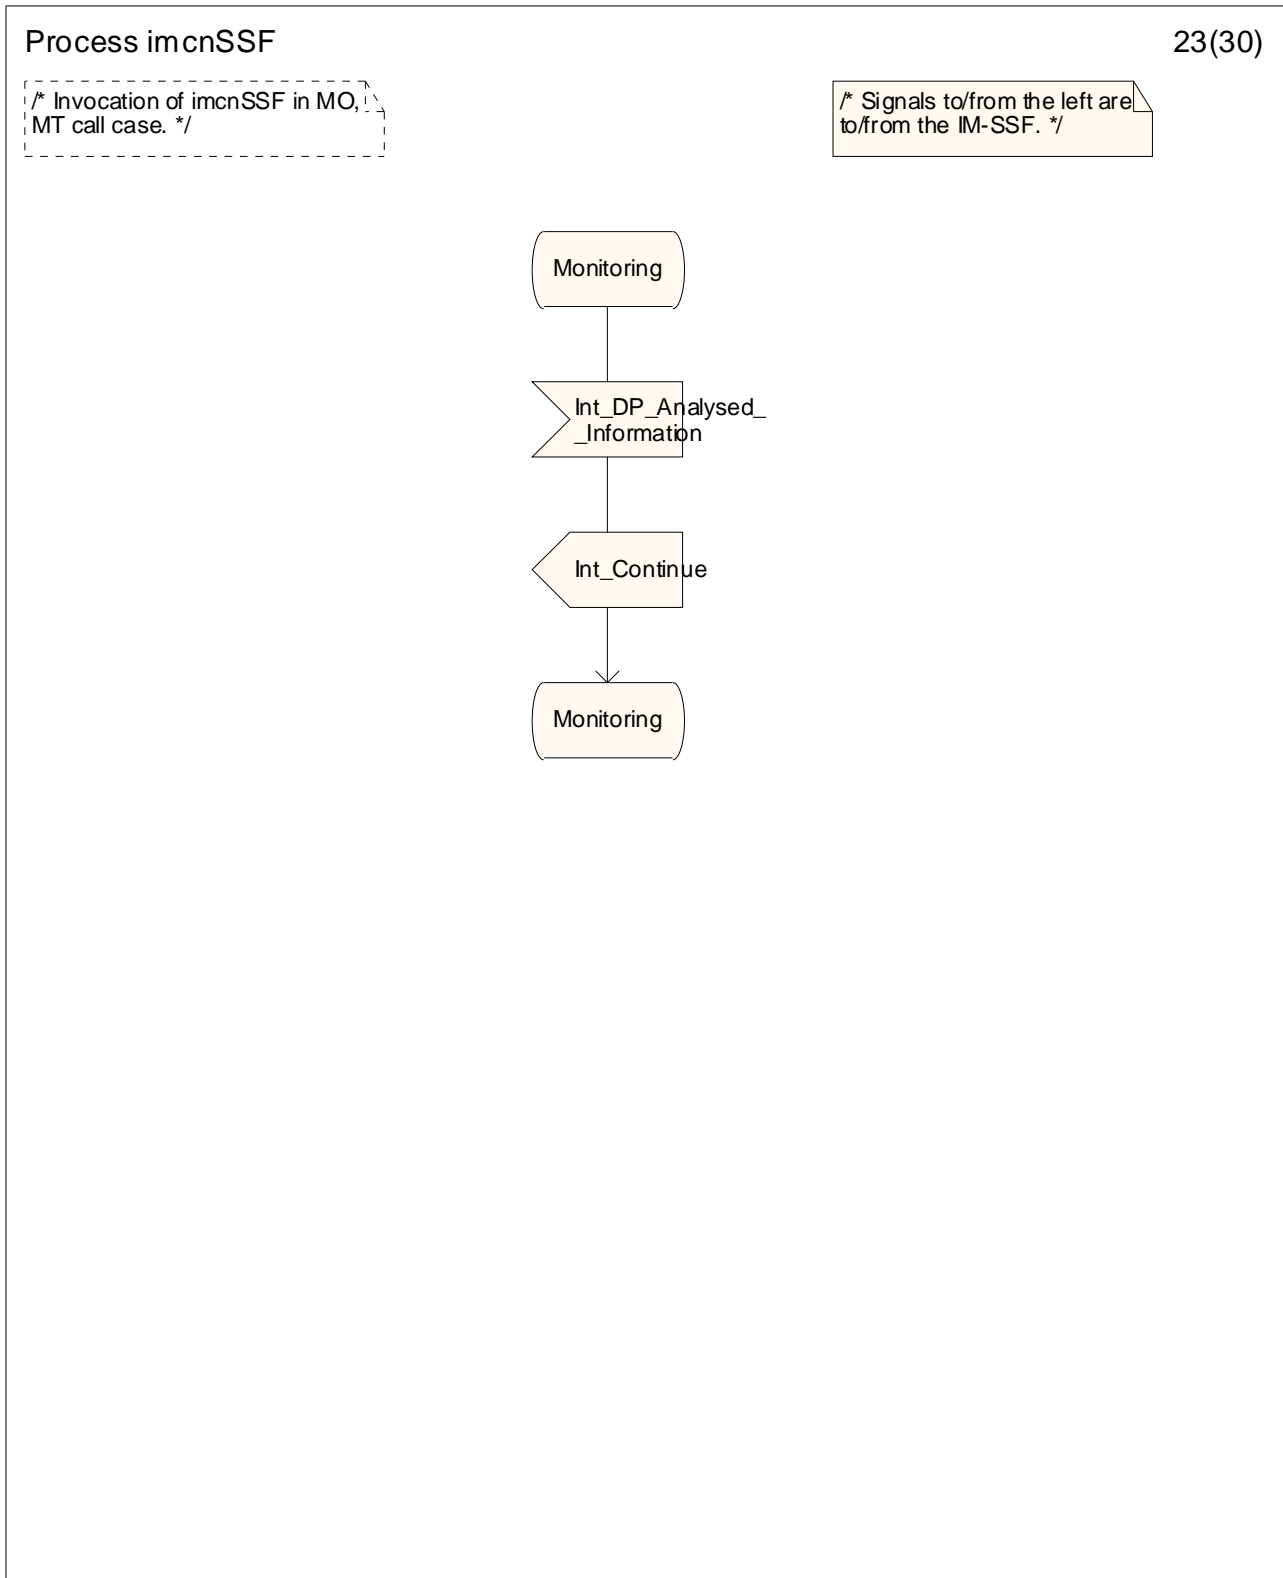 Process imcnSSF
23(30)
/* Invocation of imcnSSF in MO,
MT call case. */
/* Signals to/from the left are
to/from the IM-SSF. */
Monitoring
Int_DP_Analysed_
_Information
Int_Continue
Monitoring